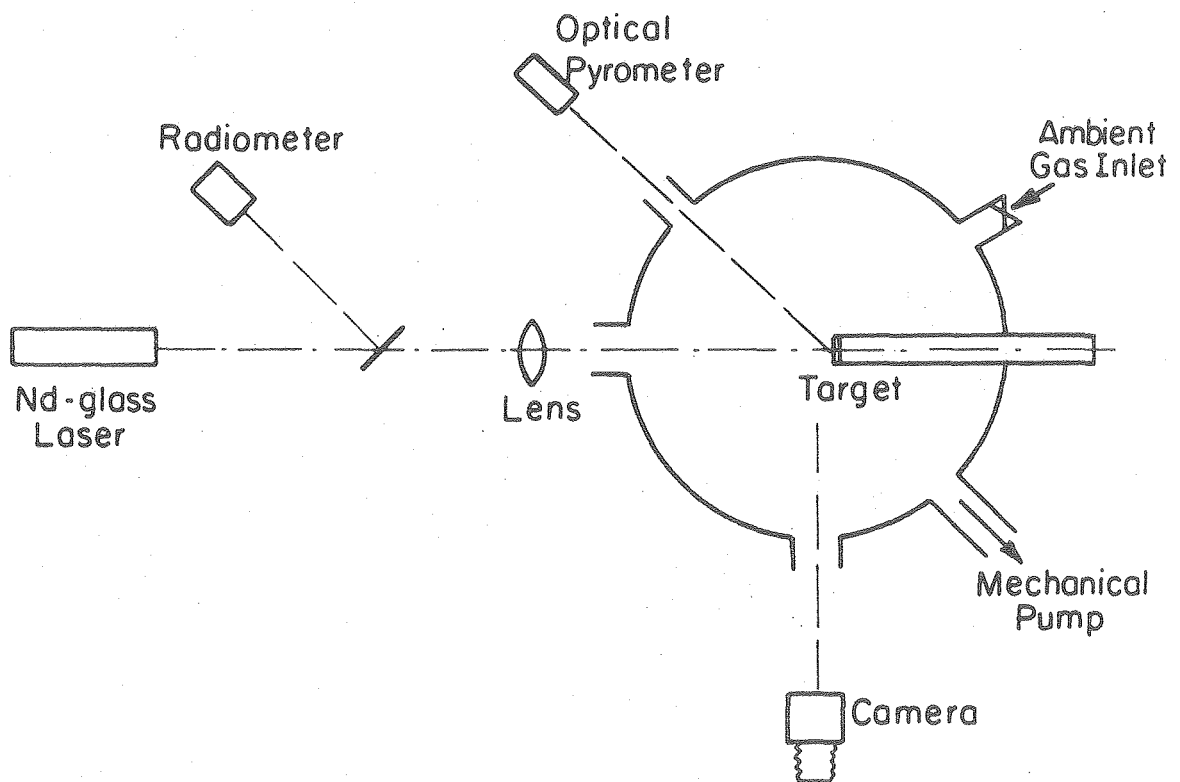 Optical
Pyrometer
Radiometer
Ambient
Gas Inlet
Nd-glass
Laser
Lens
Target
Mechanical
Pump
Camera